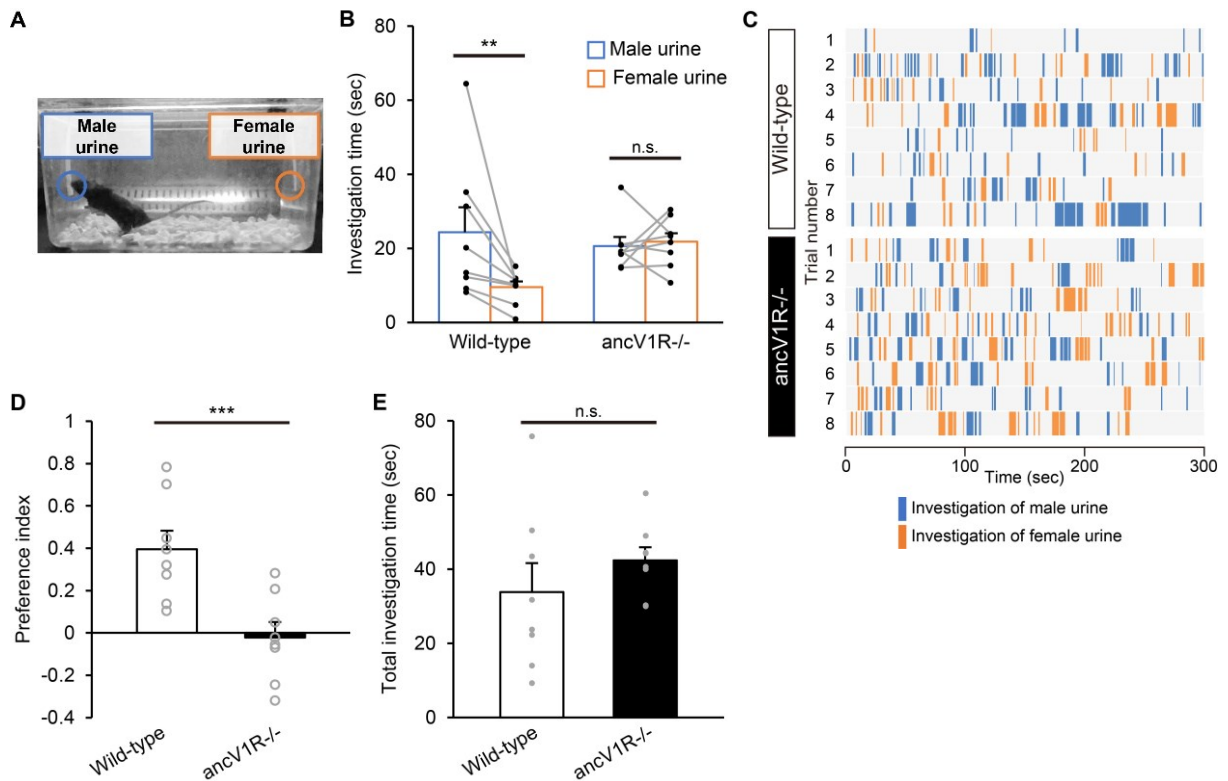 A
Male
urine
Female
urine
B
80
60
40
20
0
Investigation time (sec)
**
n.s.
Male urine
Female urine
Wild-type
ancV1R-/-
C
Wild-type
ancV1R-/-
Trial number
1
2
3
4
5
6
7
8
1
2
3
4
5
6
7
8
0
100
200
300
Time (sec)
Investigation of male urine
Investigation of female urine
D
1
0.8
0.6
0.4
0.2
0
-0.2
-0.4
Preference index
***
Wild-type
ancV1R-/-
E
80
60
40
20
0
Total investigation time (sec)
n.s.
Wild-type
ancV1R-/-